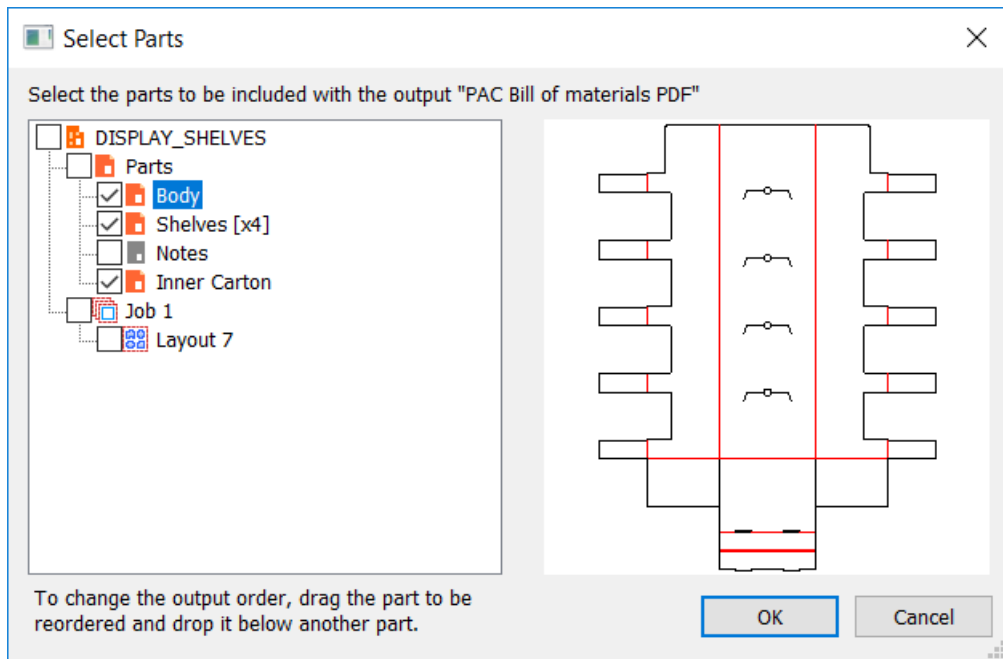 Select Parts
Select the parts to be included with the output "PAC Bill of materials PDF"
DISPLAY_SHELVES
Parts
Body
Shelves [x4]
Notes
Inner Carton
Job 1
Layout 7
To change the output order, drag the part to be
reordered and drop it below another part.
OK
Cancel